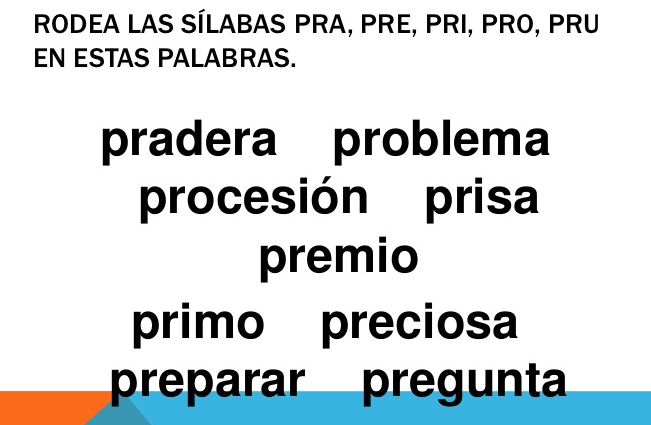 RODEA LAS SÍLABAS PRA, PRE, PRI, PRO, PRU
EN ESTAS PALABRAS.
pradera problema
procesión prisa
premio
primo preciosa
preparar pregunta